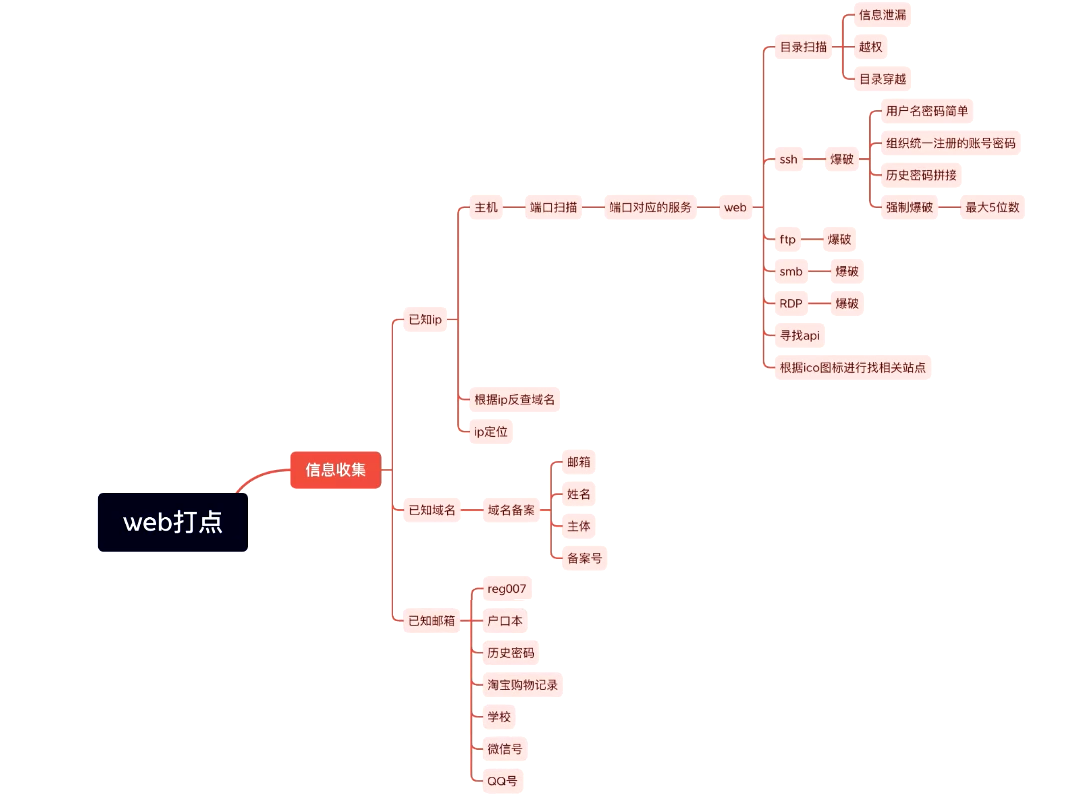 web打点
信息收集
已知ip
主机
端口扫描
端口对应的服务
web
目录扫描
信息泄漏
越权
目录穿越
ssh
爆破
用户名密码简单
组织统一注册的账号密码
历史密码拼接
强制爆破
最大5位数
ftp
爆破
smb
爆破
RDP
爆破
寻找api
根据ico图标进行找相关站点
根据ip反查域名
ip定位
已知域名
域名备案
邮箱
姓名
主体
备案号
已知邮箱
reg007
户口本
历史密码
淘宝购物记录
学校
微信号
QQ号